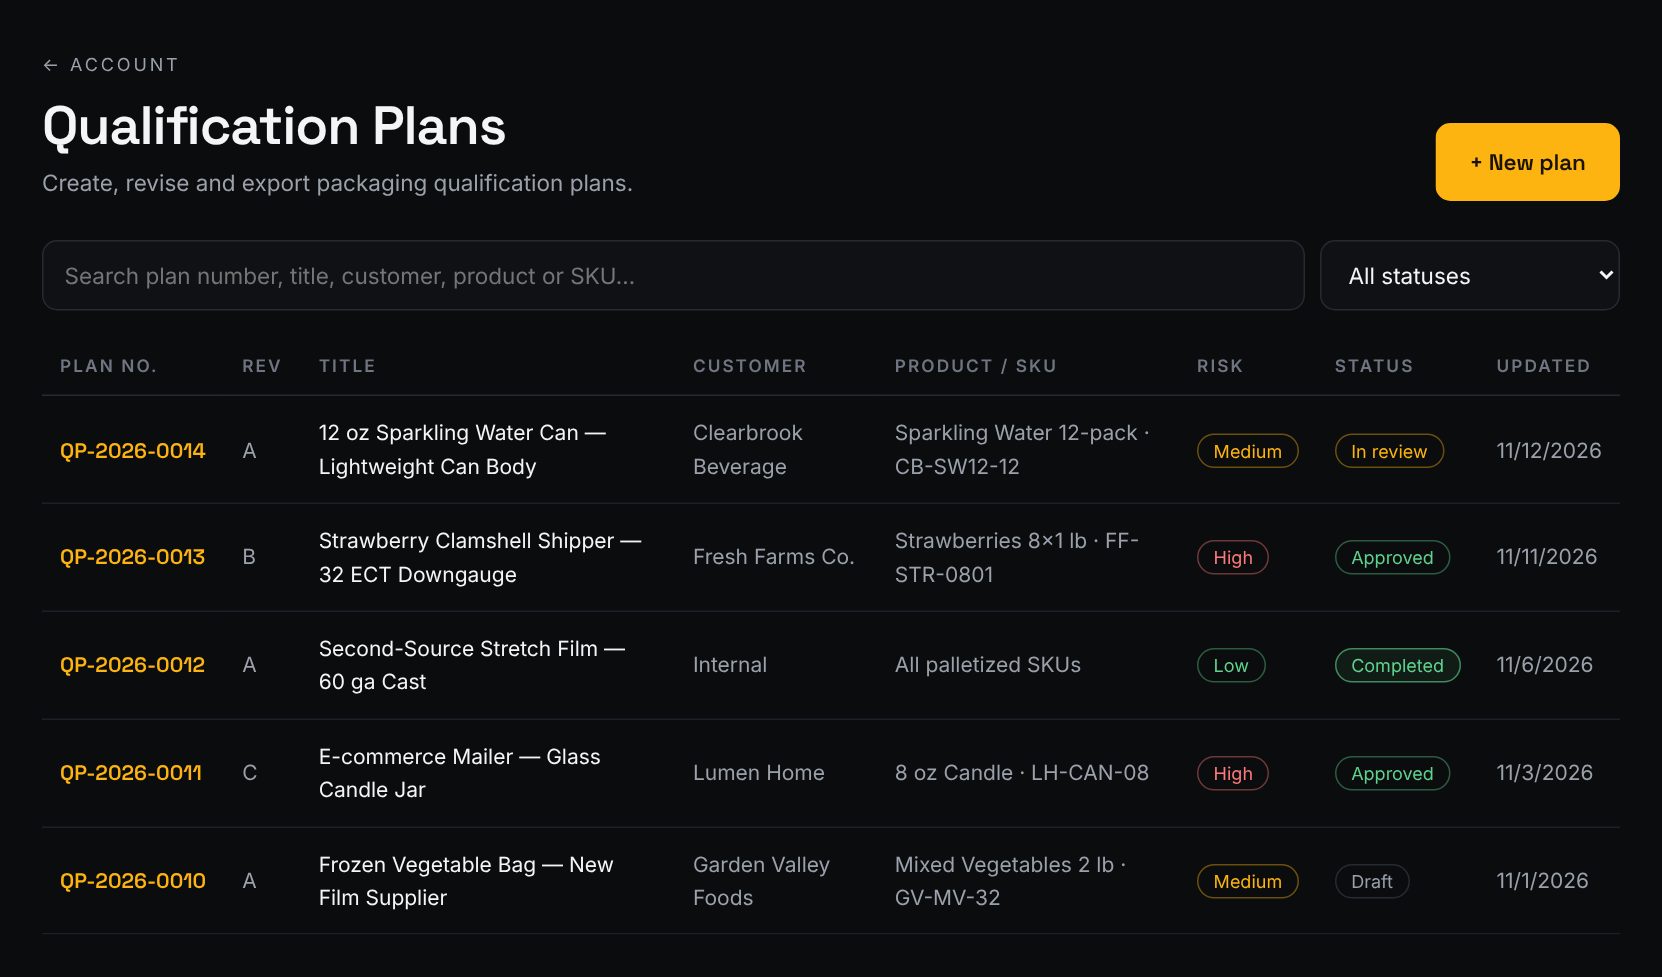 ← ACCOUNT
Qualification Plans
Create, revise and export packaging qualification plans.
+ New plan
Search plan number, title, customer, product or SKU...
All statuses
PLAN NO. REV TITLE CUSTOMER PRODUCT / SKU RISK STATUS UPDATED
12 oz Sparkling Water Can — Clearbrook Sparkling Water 12-pack ·
QP-2026-0014 A Medium In review 11/12/2026
Lightweight Can Body Beverage CB-SW12-12
Strawberry Clamshell Shipper — Strawberries 8×1 lb · FF-
QP-2026-0013 B Fresh Farms Co. High Approved 11/11/2026
32 ECT Downgauge STR-0801
Second-Source Stretch Film —
QP-2026-0012 A Internal All palletized SKUs Low Completed 11/6/2026
60 ga Cast
E-commerce Mailer — Glass
QP-2026-0011 C Lumen Home 8 oz Candle · LH-CAN-08 High Approved 11/3/2026
Candle Jar
Frozen Vegetable Bag — New Garden Valley Mixed Vegetables 2 lb ·
QP-2026-0010 A Medium Draft 11/1/2026
Film Supplier Foods GV-MV-32